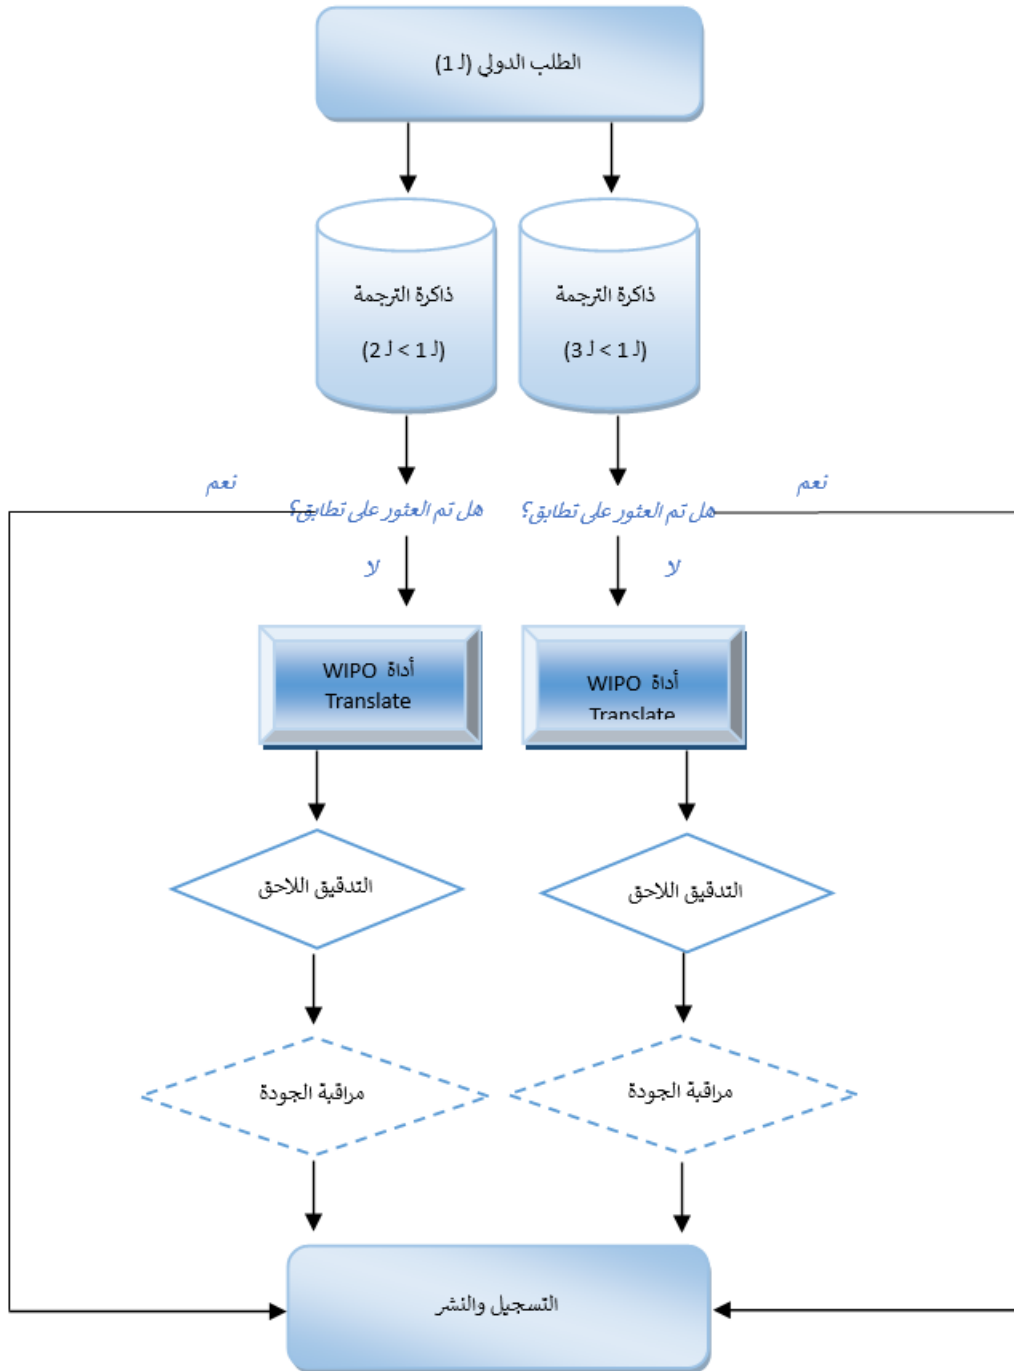 الطلب الدولي (لـ 1)
ذاكرة الترجمة
(لـ 1 > لـ 3)
ذاكرة الترجمة
(لـ 1 > لـ 2)
نعم
هل تم العثور على تطابق؟
لا
نعم
هل تم العثور على تطابق؟
لا
أداة WIPO
Translate
أداة WIPO
Translate
التدقيق اللاحق
التدقيق اللاحق
مراقبة الجودة
مراقبة الجودة
التسجيل والنشر